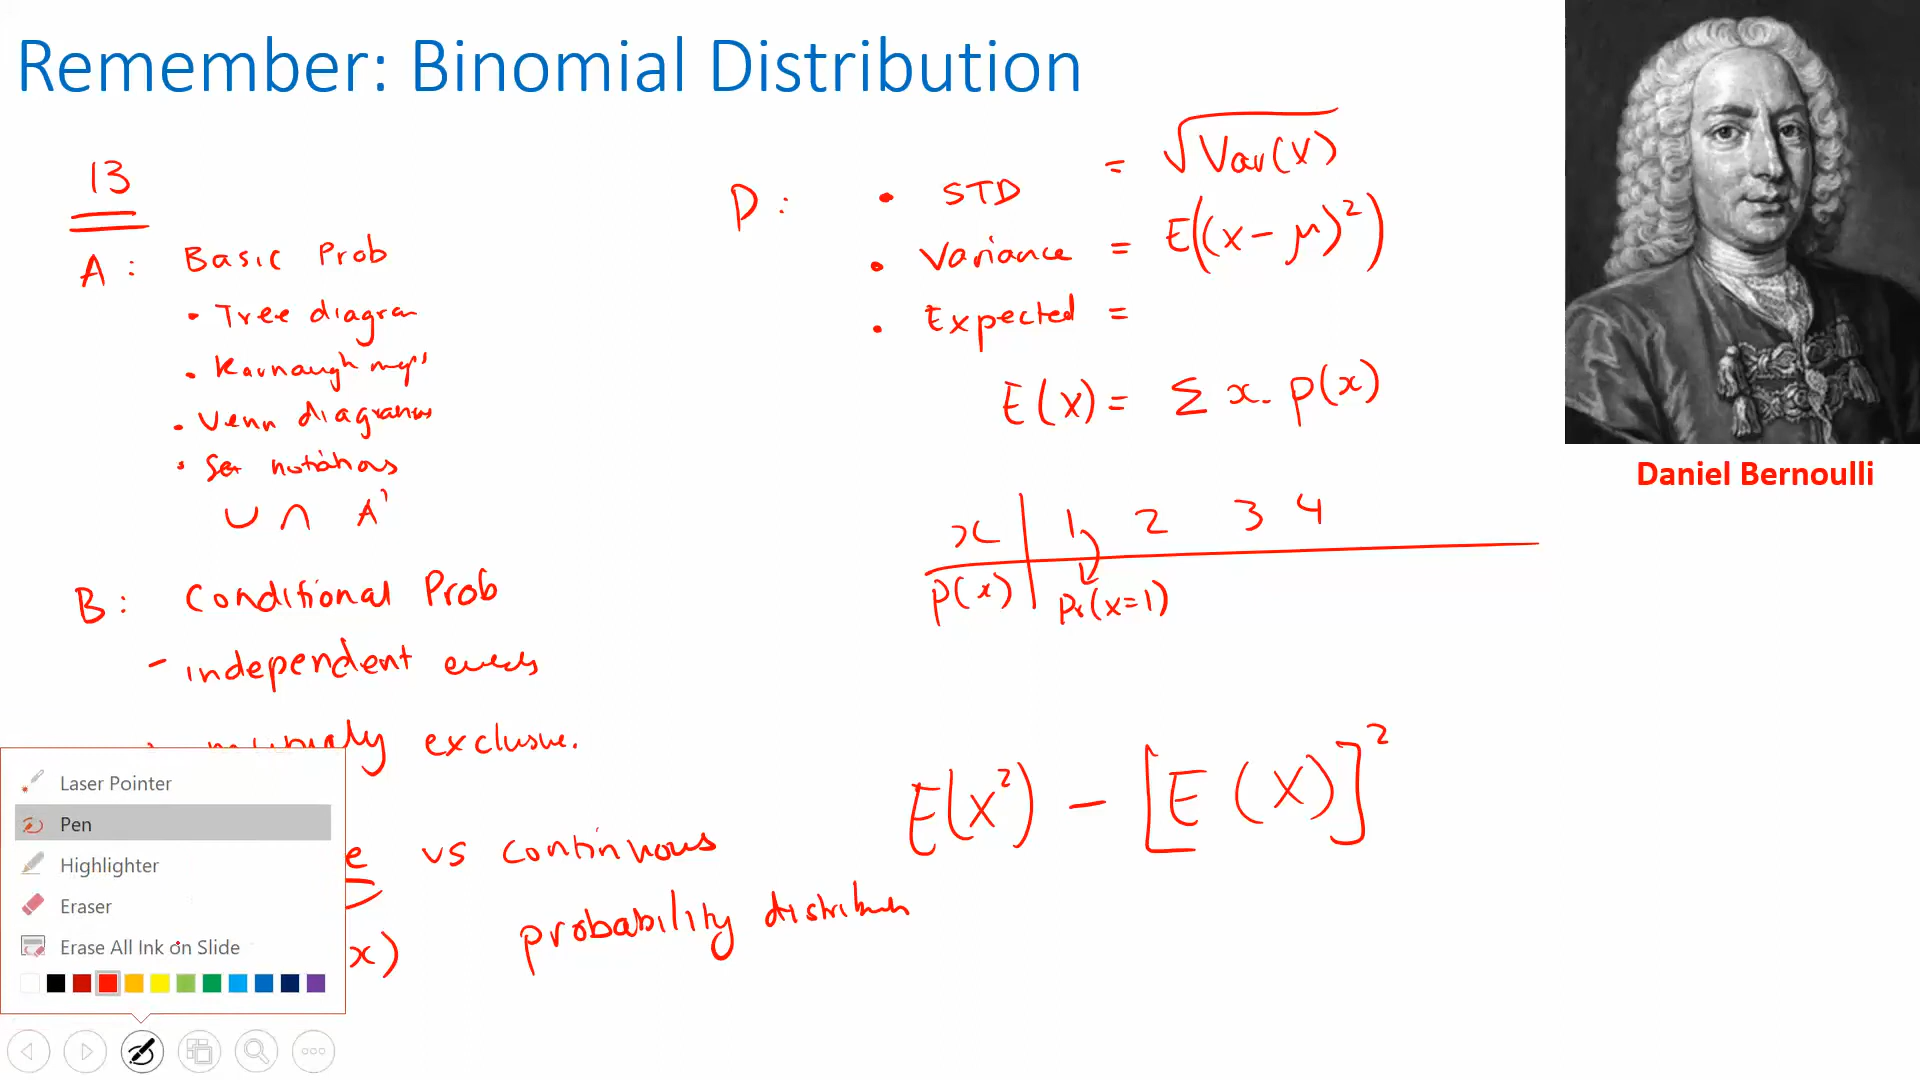 Remember: Binomial Distribution
13
A: Basic Prob
• Tree diagram
• Karnaugh maps
• Venn diagrams
• Set notations
∪ ∩ A'
B: Conditional Prob
- independent events
exclusive.
vs continuous
x) probability distribution
D: • STD = √Var(X)
• Variance = E((x-μ)²)
• Expected =
E(X) = Σ x. p(x)
x | 1 2 3 4
p(x) | Pr(x=1)
E(X²) - [E(X)]²
Daniel Bernoulli
Laser Pointer
Pen
Highlighter
Eraser
Erase All Ink on Slide